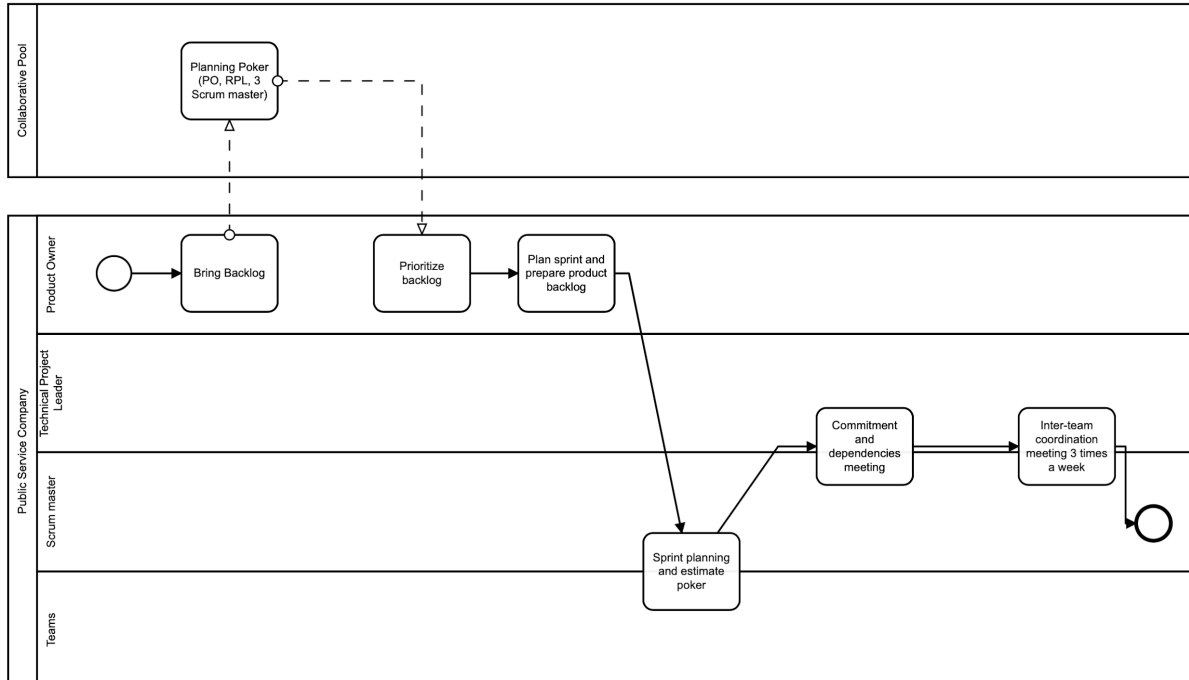 Collaborative Pool
Planning Poker
(PO, RPL, 3
Scrum master)
Public Service Company
Product Owner
Bring Backlog
Prioritize
backlog
Plan sprint and
prepare product
backlog
Technical Project
Leader
Commitment
and
dependencies
meeting
Inter-team
coordination
meeting 3 times
a week
Scrum master
Sprint planning
and estimate
poker
Teams